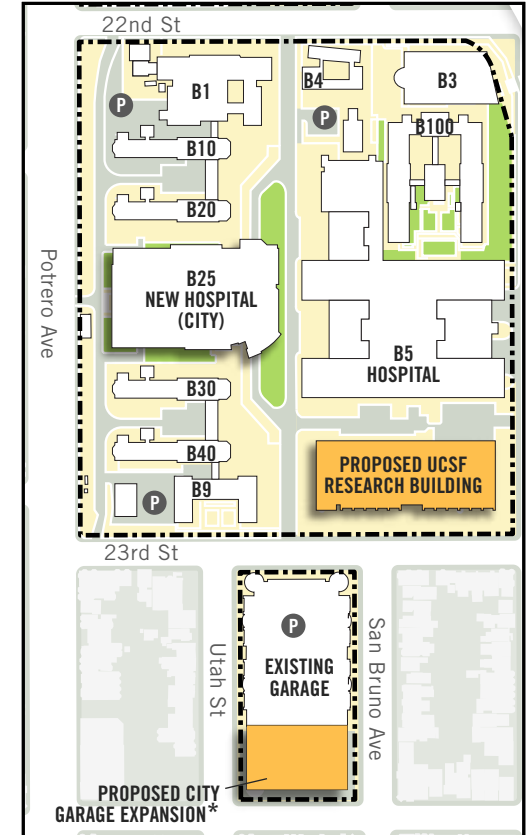 22nd St
B1
B4
B3
P
P
B100
B10
B20
Potrero Ave
B25
NEW HOSPITAL
(CITY)
B5
HOSPITAL
B30
B40
B9
P
PROPOSED UCSF
RESEARCH BUILDING
23rd St
P
EXISTING
GARAGE
Utah St
San Bruno Ave
PROPOSED CITY
GARAGE EXPANSION*